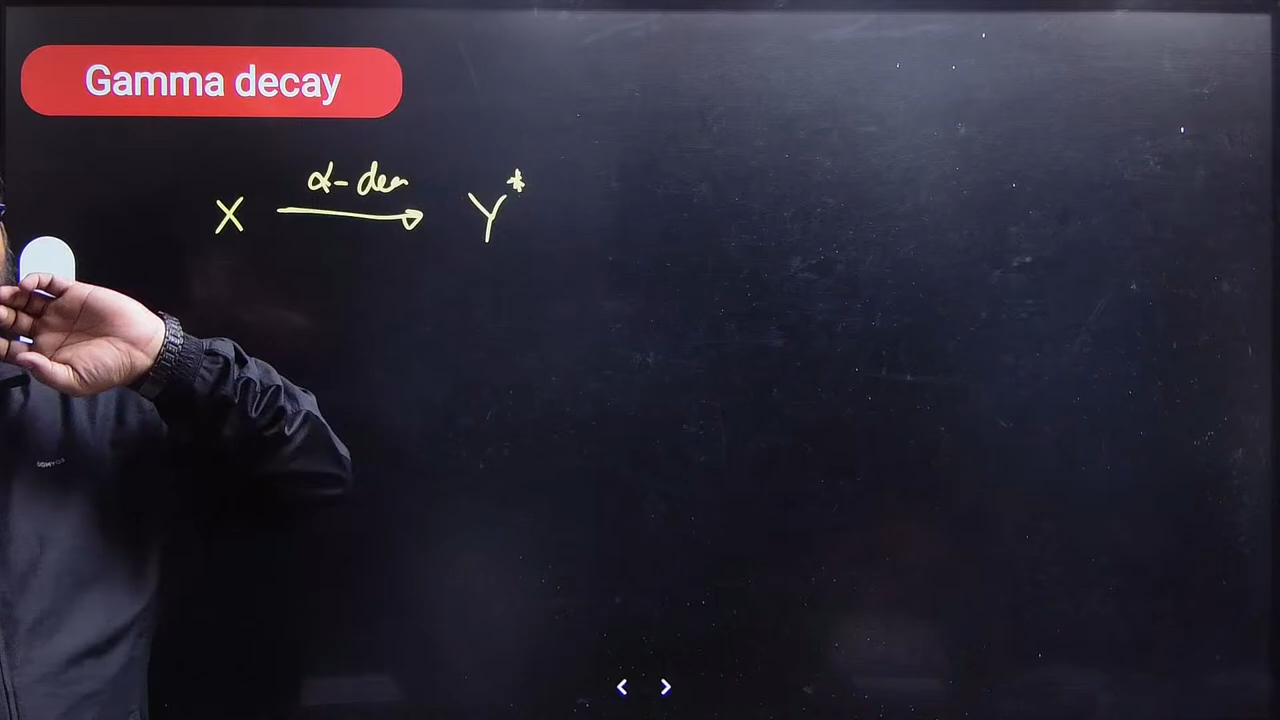 Gamma decay
α- dec
X → Y*